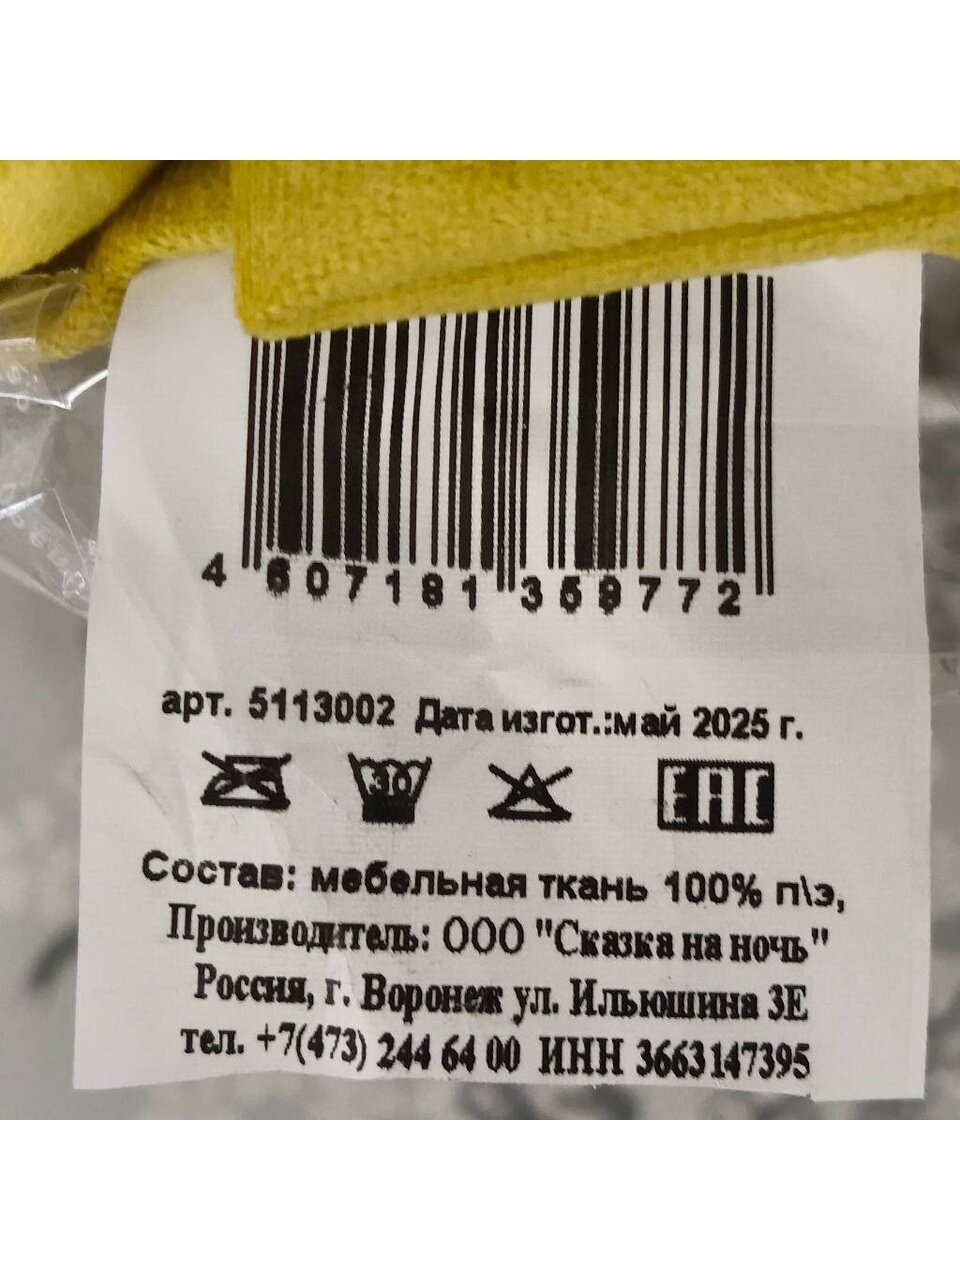 4 607181 359772
арт. 5113002 Дата изгот.:май 2025 г.
30 EAC
Состав: мебельная ткань 100% п\э,
Производитель: ООО "Сказка на ночь"
Россия, г. Воронеж ул. Ильюшина 3Е
тел. +7(473) 244 64 00 ИНН 3663147395